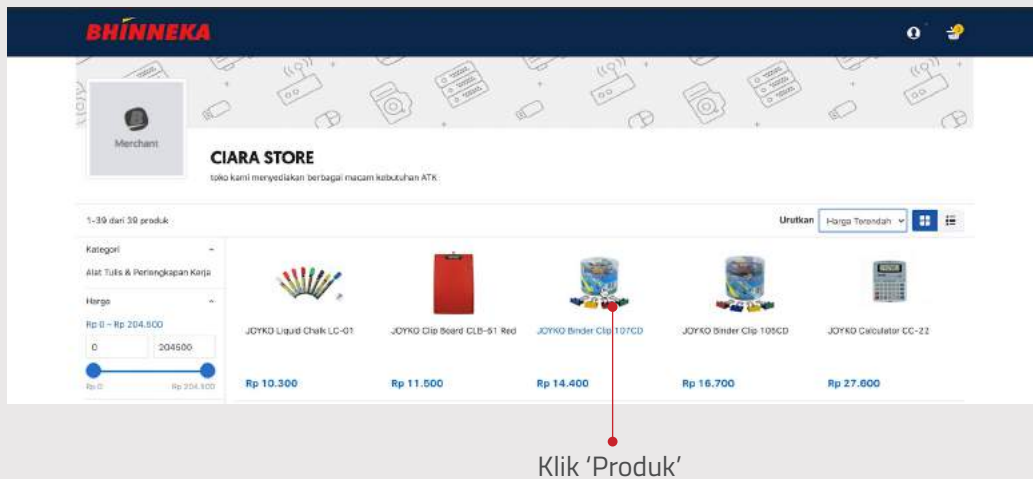 BHINNEKA
Merchant
CIARA STORE
toko kami menyediakan berbagai macam kebutuhan ATK
1-39 dari 39 produk
Urutkan Harga Terendah
Kategori
Alat Tulis & Perlengkapan Kerja
Harga
Rp 0 – Rp 204.500
0 204500
Rp 0 Rp 204.500
JOYKO Liquid Chalk LC-01
JOYKO Clip Board CLB-61 Red
JOYKO Binder Clip 107CD
JOYKO Binder Clip 105CD
JOYKO Calculator CC-22
Rp 10.300
Rp 11.500
Rp 14.400
Rp 16.700
Rp 27.600
Klik ‘Produk’